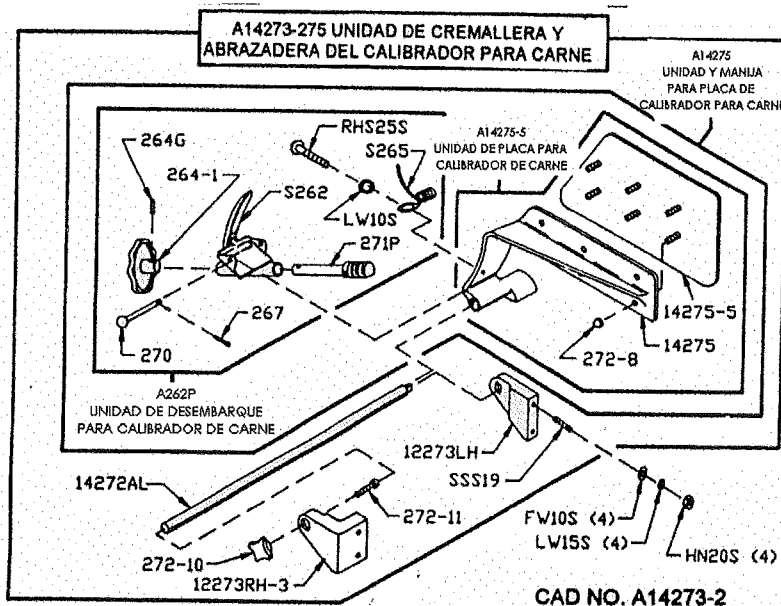 A14273-275 UNIDAD DE CREMALLERA Y
ABRAZADERA DEL CALIBRADOR PARA CARNE
A14275
UNIDAD Y MANIJA
PARA PLACA DE
CALIBRADOR PARA CARNE
RHS25S
A14275-5
UNIDAD DE PLACA PARA
CALIBRADOR DE CARNE
S265
264G
264-1
S262
LW10S
271P
267
270
14275-5
14275
272-8
A262P
UNIDAD DE DESEMBARQUE
PARA CALIBRADOR DE CARNE
12273LH
SSS19
14272AL
272-11
FW10S (4)
LW15S (4)
HN20S (4)
272-10
12273RH-3
CAD NO. A14273-2